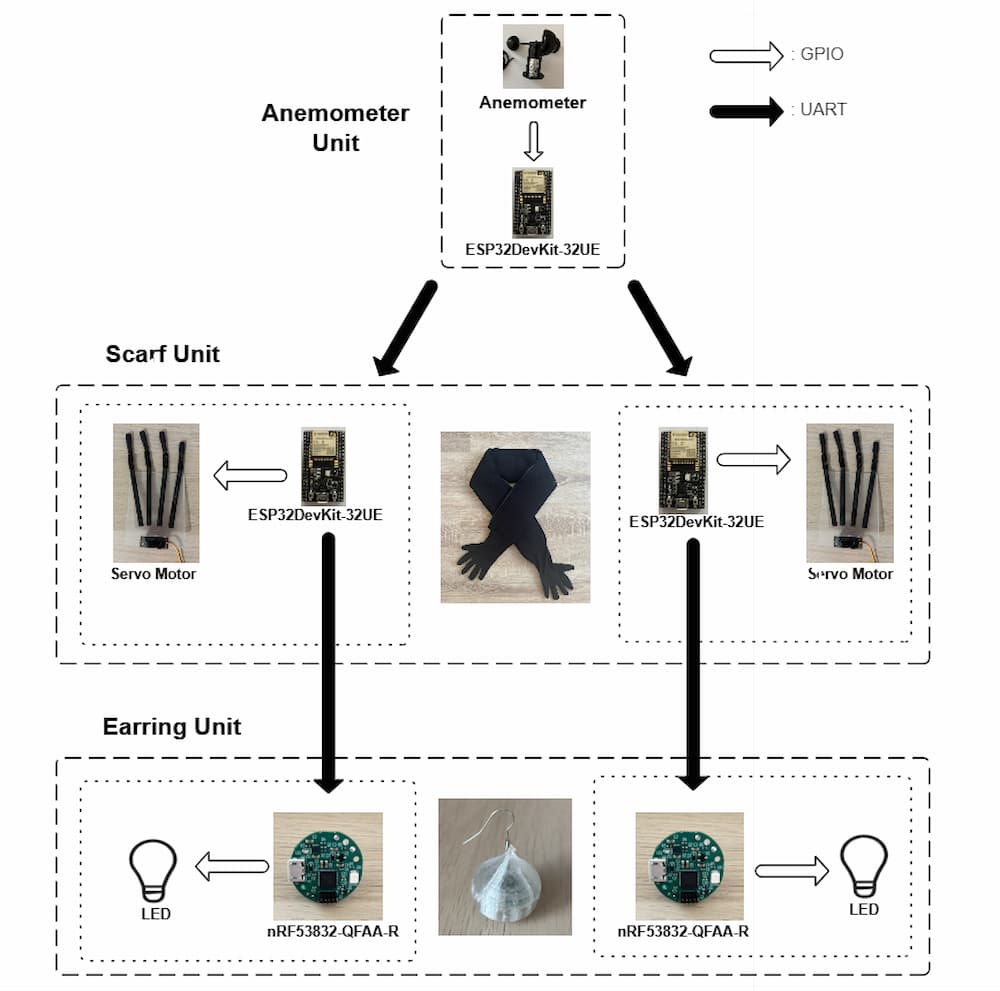 : GPIO
Anemometer
: UART
Anemometer
Unit
ESP32DevKit-32UE
Scarf Unit
ESP32DevKit-32UE
ESP32DevKit-32UE
Servo Motor
Servo Motor
Earring Unit
LED
LED
nRF53832-QFAA-R
nRF53832-QFAA-R